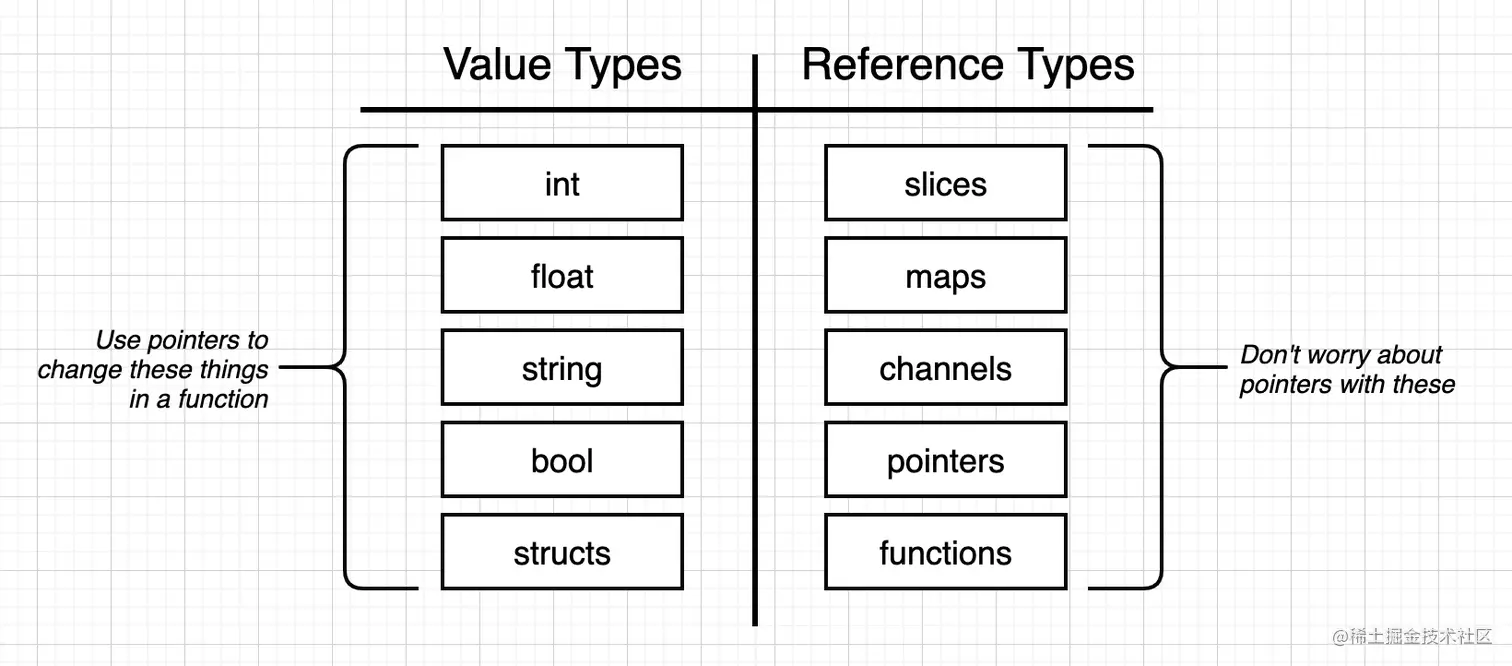 Value Types
Reference Types
int
float
string
bool
structs
Use pointers to
change these things
in a function
slices
maps
channels
pointers
functions
Don't worry about
pointers with these
@稀土掘金技术社区